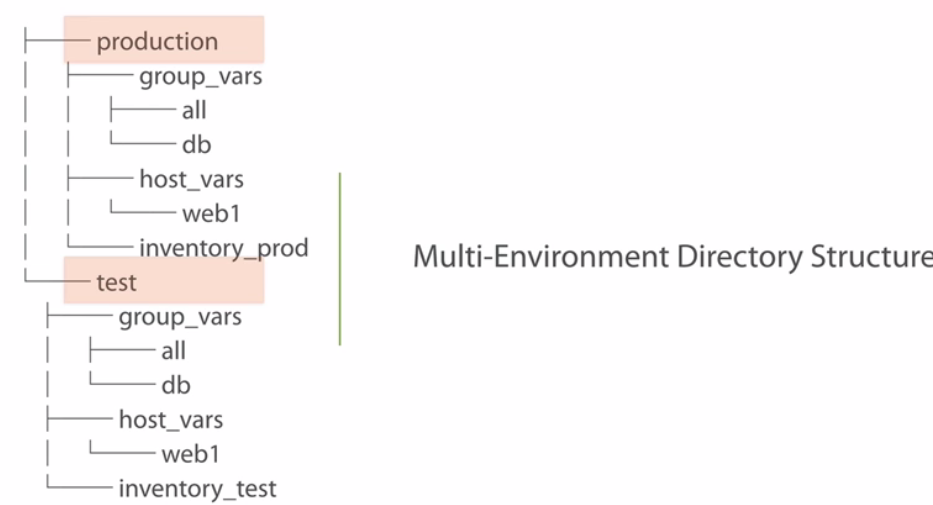 production
group_vars
all
db
host_vars
web1
inventory_prod
test
group_vars
all
db
host_vars
web1
inventory_test
Multi-Environment Directory Structure